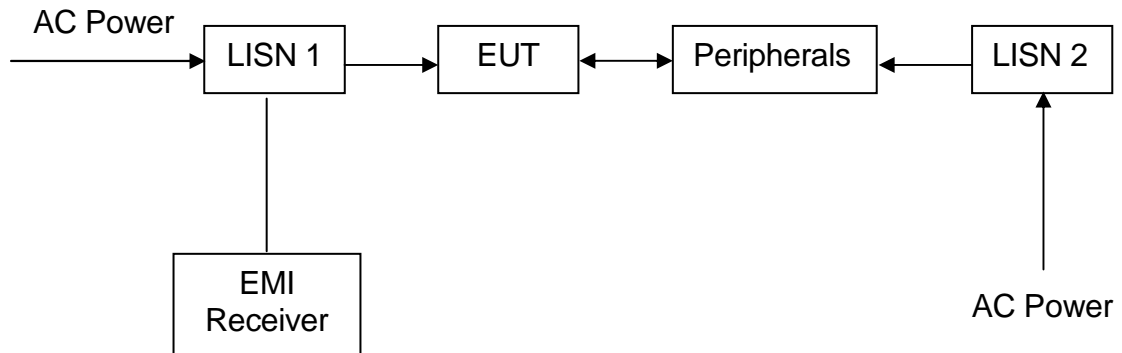 AC Power
LISN 1
EUT
Peripherals
LISN 2
EMI
Receiver
AC Power